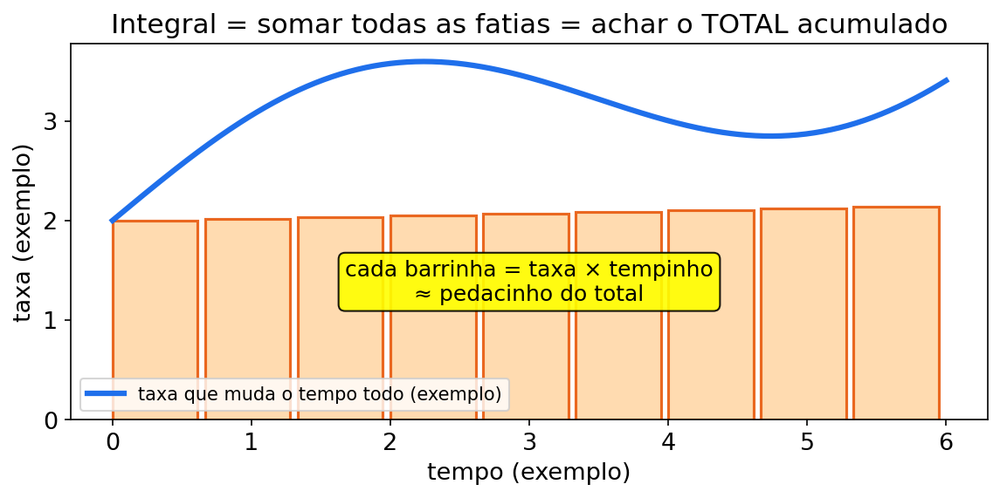 Integral = somar todas as fatias = achar o TOTAL acumulado
taxa (exemplo)
3
2
1
0
cada barrinha = taxa × tempinho
≈ pedacinho do total
taxa que muda o tempo todo (exemplo)
0 1 2 3 4 5 6
tempo (exemplo)